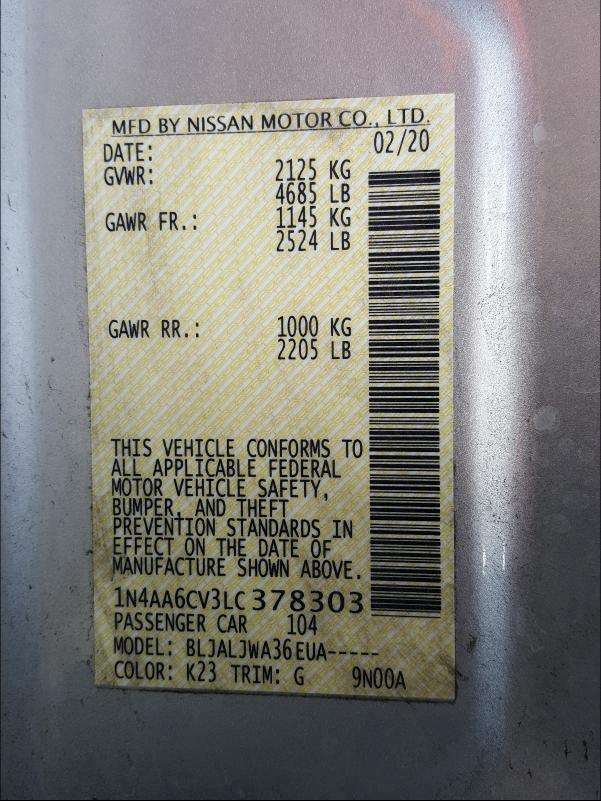 MFD BY NISSAN MOTOR CO., LTD.
DATE: 02/20
GVWR: 2125 KG
4685 LB
GAWR FR.: 1145 KG
2524 LB
GAWR RR.: 1000 KG
2205 LB
THIS VEHICLE CONFORMS TO
ALL APPLICABLE FEDERAL
MOTOR VEHICLE SAFETY,
BUMPER, AND THEFT
PREVENTION STANDARDS IN
EFFECT ON THE DATE OF
MANUFACTURE SHOWN ABOVE.
1N4AA6CV3LC378303
PASSENGER CAR 104
MODEL: BLJALJWA36EUA-----
COLOR: K23 TRIM: G 9N00A